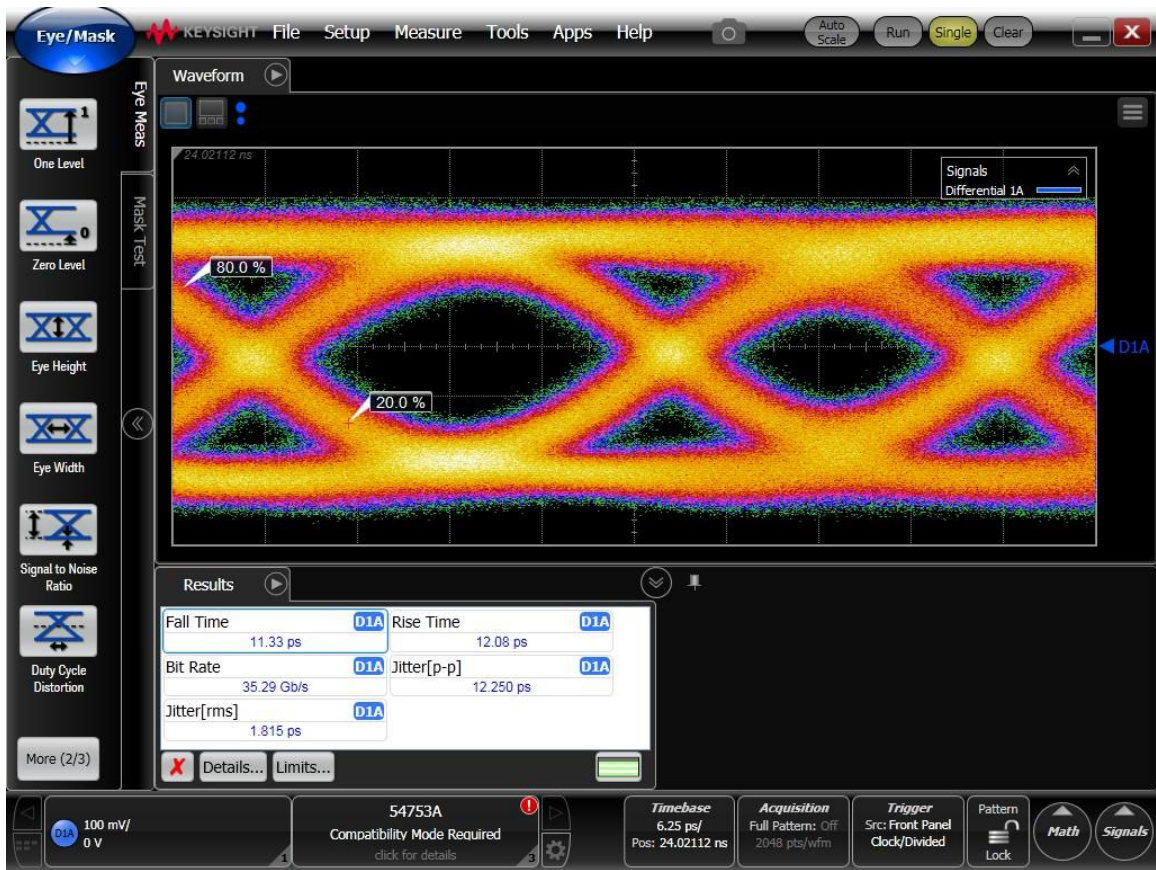 Eye/Mask
KEYSIGHT File Setup Measure Tools Apps Help
Auto Scale
Run
Single
Clear
X
Eye Meas
Mask Test
One Level
Zero Level
Eye Height
Eye Width
Signal to Noise
Ratio
Duty Cycle
Distortion
More (2/3)
Waveform
24.02112 ns
Signals
Differential 1A
80.0 %
20.0 %
D1A
Results
Fall Time D1A
11.33 ps
Rise Time D1A
12.08 ps
Bit Rate D1A
35.29 Gb/s
Jitter[p-p] D1A
12.250 ps
Jitter[rms] D1A
1.815 ps
Details...
Limits...
D1A
100 mV/
0 V
1
54753A
Compatibility Mode Required
click for details
3
Timebase
6.25 ps/
Pos: 24.02112 ns
Acquisition
Full Pattern: Off
2048 pts/wfm
Trigger
Src: Front Panel
Clock/Divided
Pattern
Lock
Math
Signals